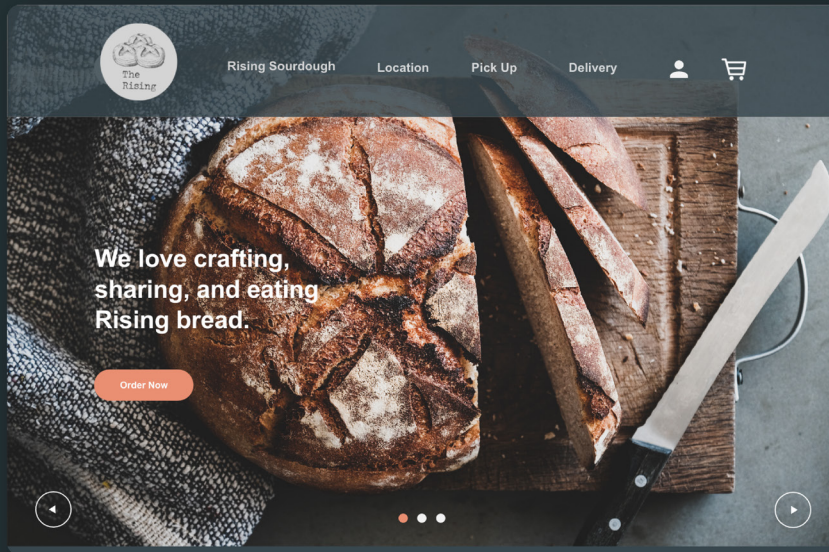 The
Rising
Rising Sourdough
Location
Pick Up
Delivery
We love crafting,
sharing, and eating
Rising bread.
Order Now